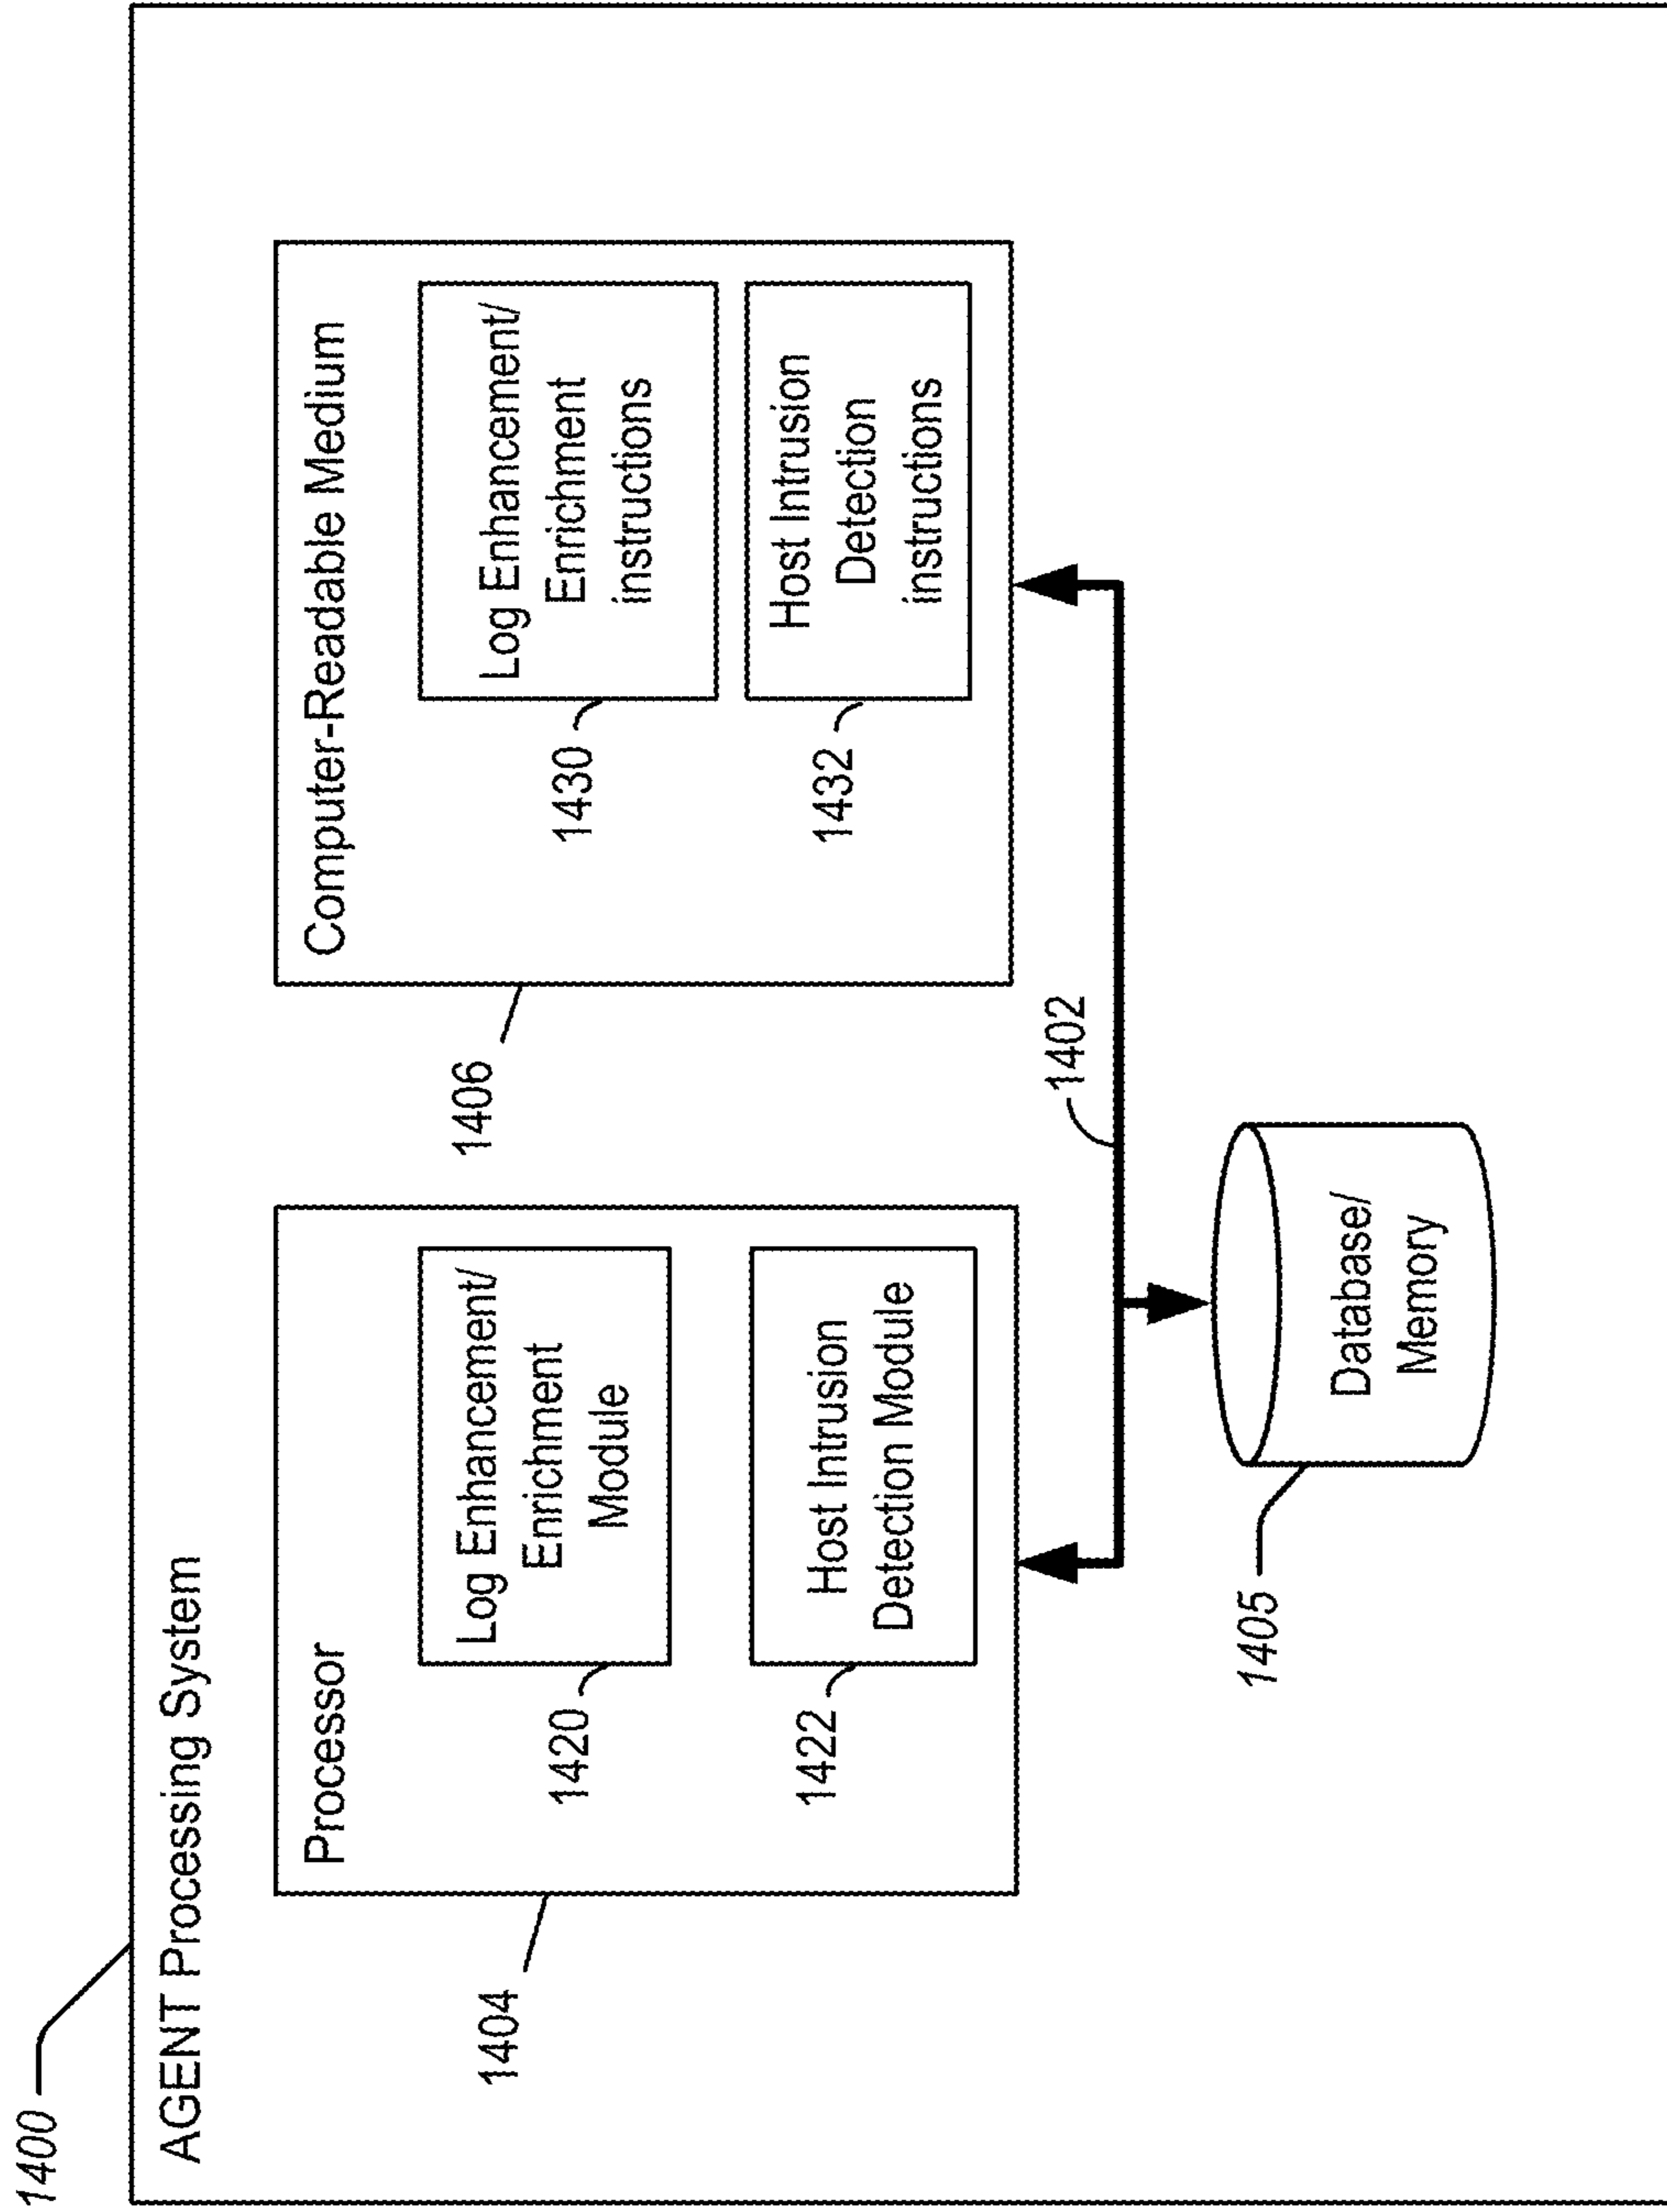 1400
AGENT Processing System
Processor
Log Enhancement/
Enrichment
Module
1420
Host Intrusion
Detection Module
1422
1404
Computer-Readable Medium
Log Enhancement/
Enrichment
instructions
1430
Host Intrusion
Detection
instructions
1432
1406
1402
Database/
Memory
1405